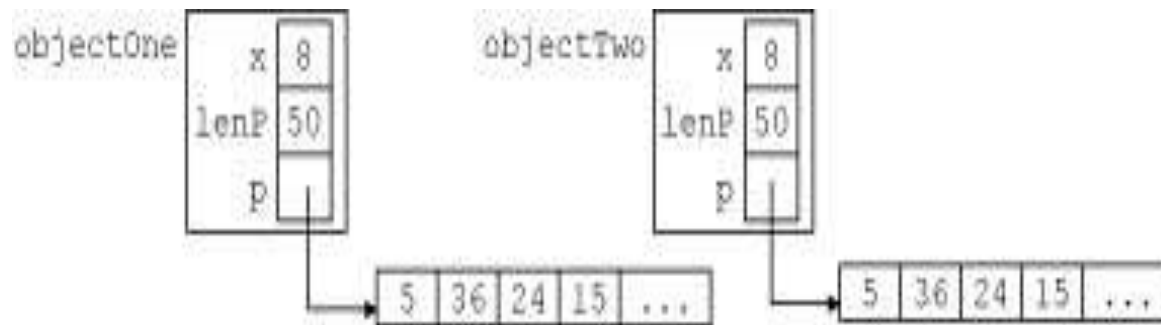 objectOne x 8 objectTwo x 8
lenP 50 lenP 50
p p
5 36 24 15 ... 5 36 24 15 ...